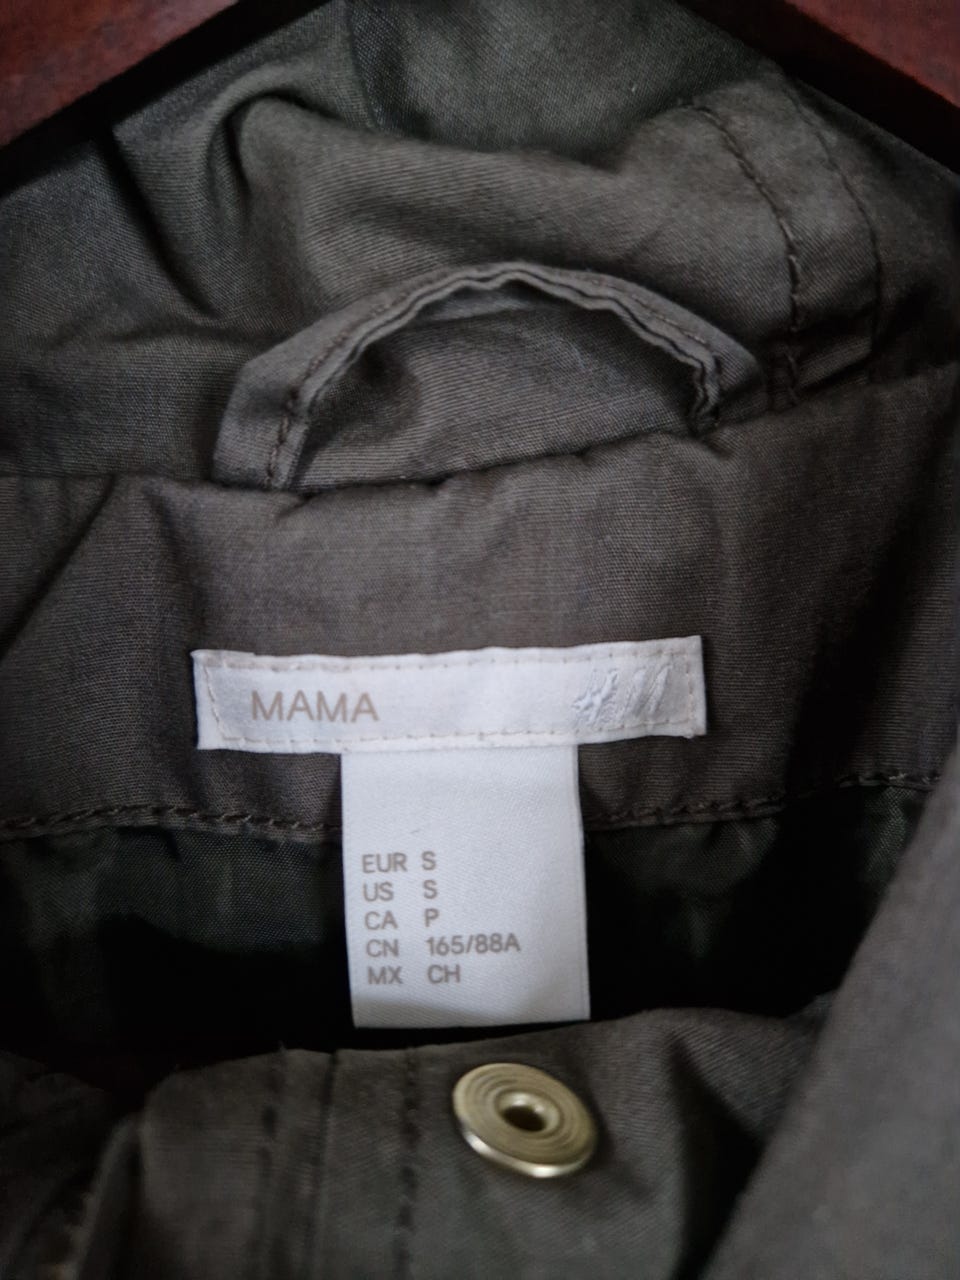 MAMA H&M
EUR S
US S
CA P
CN 165/88A
MX CH